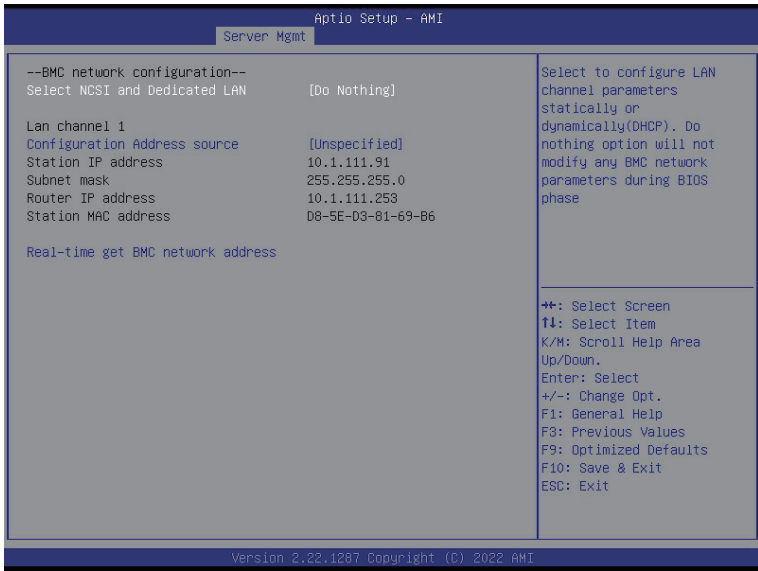 Aptio Setup – AMI
Server Mgmt
--BMC network configuration--
Select NCSI and Dedicated LAN [Do Nothing]
Lan channel 1
Configuration Address source [Unspecified]
Station IP address 10.1.111.91
Subnet mask 255.255.255.0
Router IP address 10.1.111.253
Station MAC address D8-5E-D3-81-69-B6
Real-time get BMC network address
Select to configure LAN
channel parameters
statically or
dynamically(DHCP). Do
nothing option will not
modify any BMC network
parameters during BIOS
phase
→←: Select Screen
↑↓: Select Item
K/M: Scroll Help Area
Up/Down.
Enter: Select
+/-: Change Opt.
F1: General Help
F3: Previous Values
F9: Optimized Defaults
F10: Save & Exit
ESC: Exit
Version 2.22.1287 Copyright (C) 2022 AMI